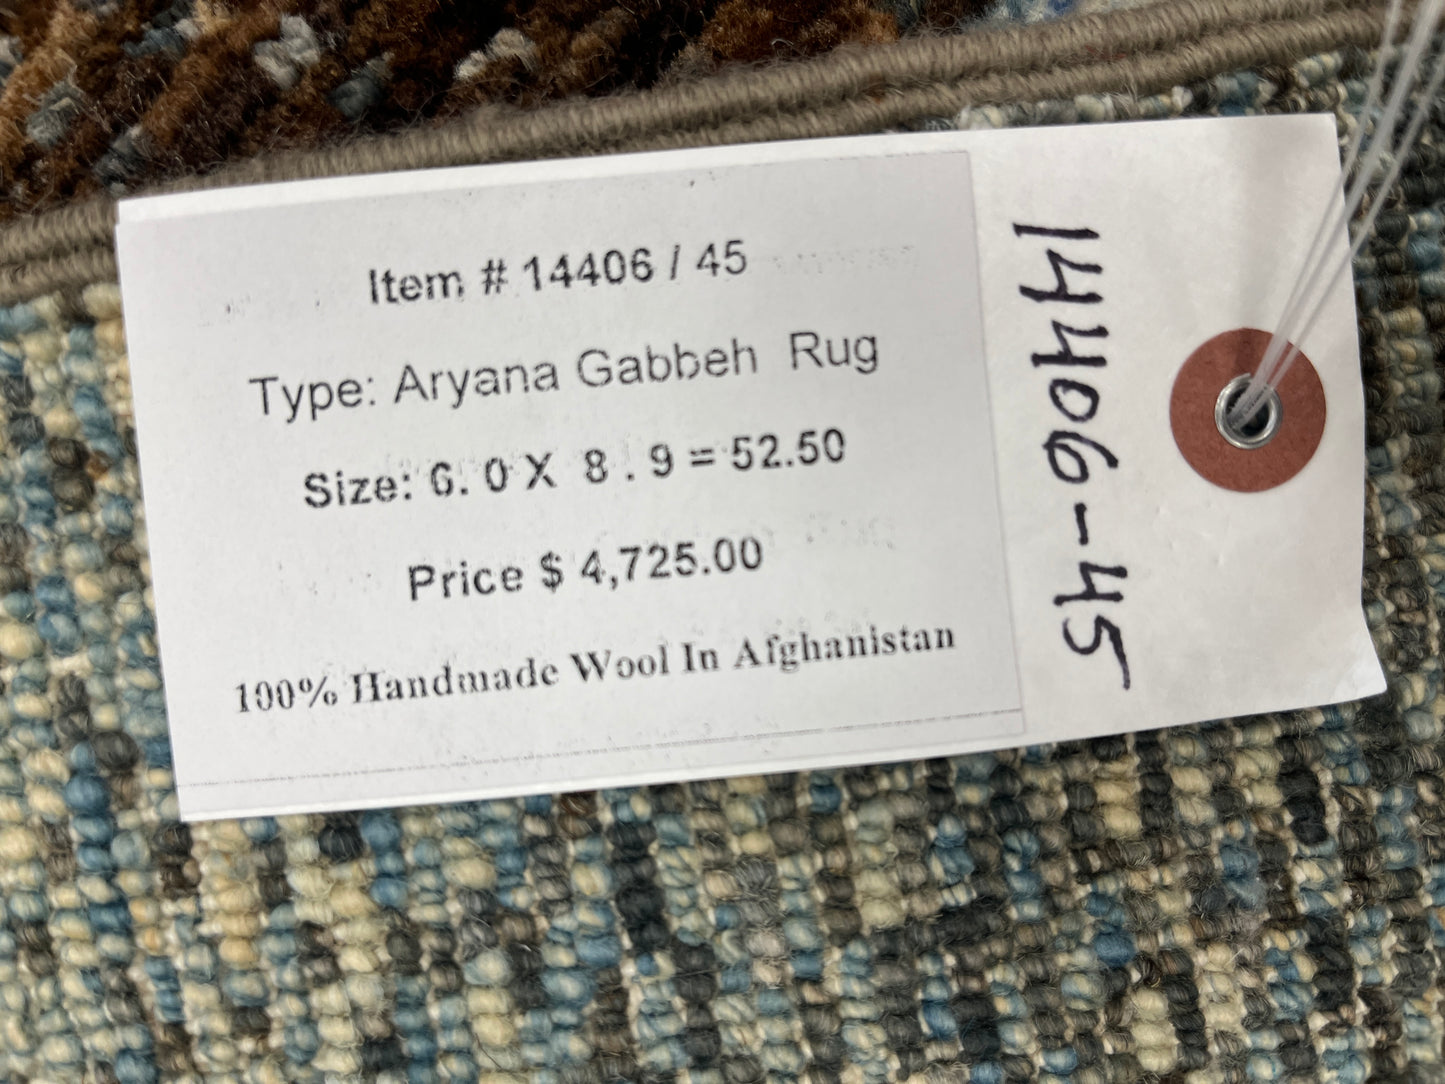 Item # 14406 / 45
Type: Aryana Gabbeh Rug
Size: 6. 0 X 8 . 9 = 52.50
Price $ 4,725.00
100% Handmade Wool In Afghanistan
14406-45